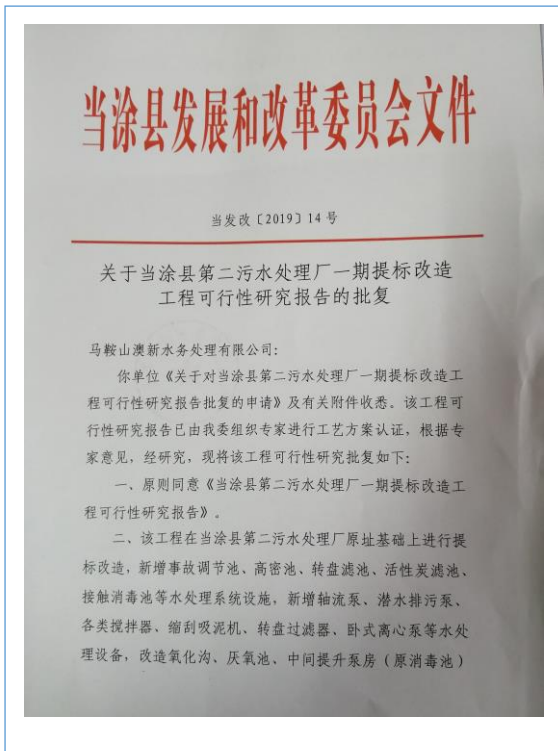 当涂县发展和改革委员会文件
当发改〔2019〕14号
关于当涂县第二污水处理厂一期提标改造
工程可行性研究报告的批复
马鞍山澳新水务处理有限公司：
你单位《关于对当涂县第二污水处理厂一期提标改造工
程可行性研究报告批复的申请》及有关附件收悉。该工程可
行性研究报告已由我委组织专家进行工艺方案认证，根据专
家意见，经研究，现将该工程可行性研究批复如下：
一、原则同意《当涂县第二污水处理厂一期提标改造工
程可行性研究报告》。
二、该工程在当涂县第二污水处理厂原址基础上进行提
标改造，新增事故调节池、高密池、转盘滤池、活性炭滤池、
接触消毒池等水处理系统设施，新增轴流泵、潜水排污泵、
各类搅拌器、缩刮吸泥机、转盘过滤器、卧式离心泵等水处
理设备，改造氧化沟、厌氧池、中间提升泵房（原消毒池）